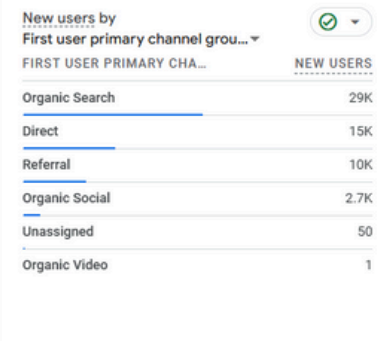 New users by
First user primary channel grou...
FIRST USER PRIMARY CHA... NEW USERS
Organic Search 29K
Direct 15K
Referral 10K
Organic Social 2.7K
Unassigned 50
Organic Video 1